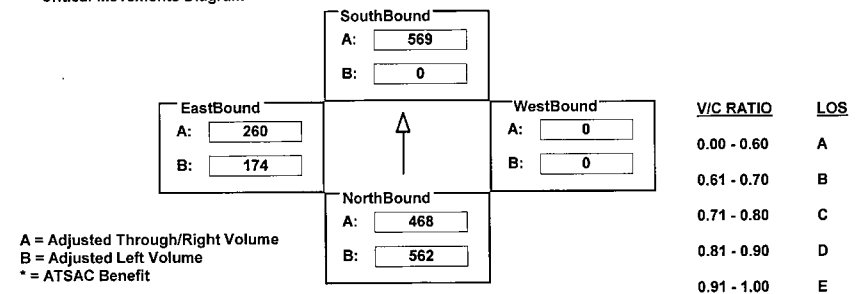 SouthBound
A: 569
B: 0
EastBound
A: 260
B: 174
WestBound
A: 0
B: 0
NorthBound
A: 468
B: 562
A = Adjusted Through/Right Volume
B = Adjusted Left Volume
* = ATSAC Benefit
V/C RATIO LOS
0.00 - 0.60 A
0.61 - 0.70 B
0.71 - 0.80 C
0.81 - 0.90 D
0.91 - 1.00 E